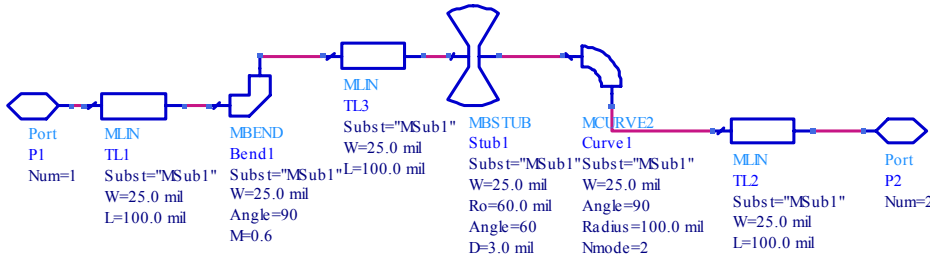 Port
P1
Num=1
MLIN
TL1
Subst="MSub1"
W=25.0 mil
L=100.0 mil
MBEND
Bend1
Subst="MSub1"
W=25.0 mil
Angle=90
M=0.6
MLIN
TL3
Subst="MSub1"
W=25.0 mil
L=100.0 mil
MBSTUB
Stub1
Subst="MSub1"
W=25.0 mil
Ro=60.0 mil
Angle=60
D=3.0 mil
MCURVE2
Curve1
Subst="MSub1"
W=25.0 mil
Angle=90
Radius=100.0 mil
Nmode=2
MLIN
TL2
Subst="MSub1"
W=25.0 mil
L=100.0 mil
Port
P2
Num=2